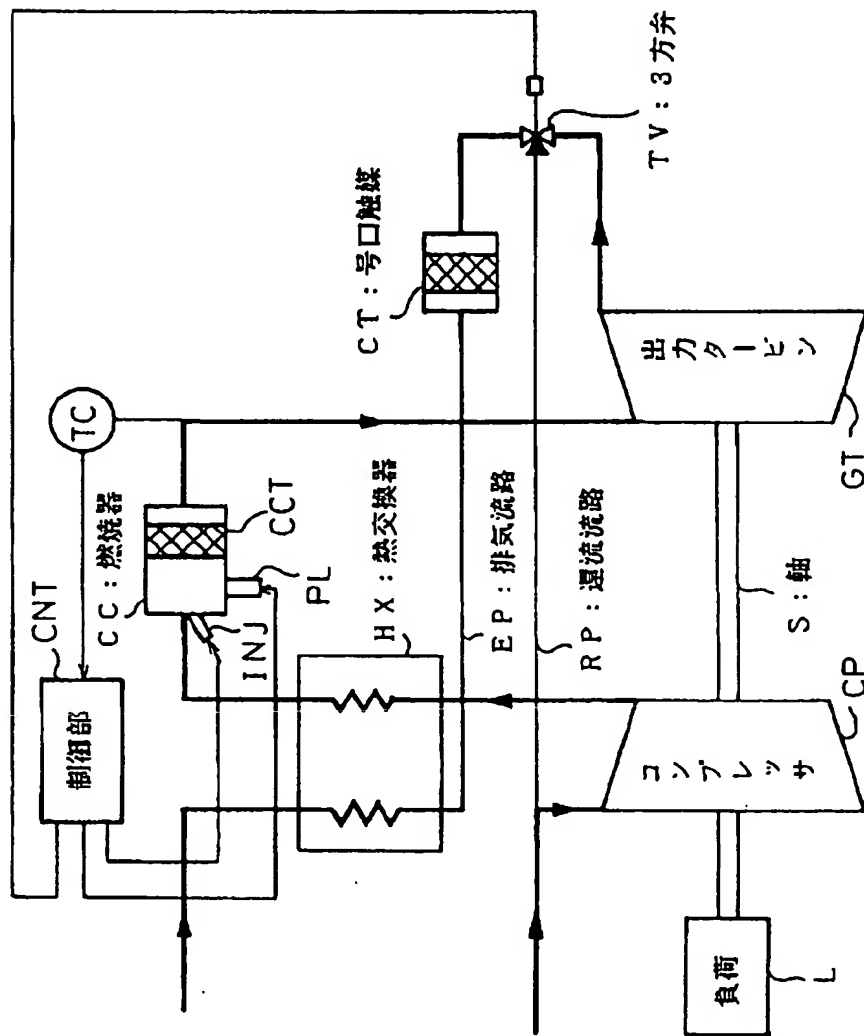 制御部
CNT
TC
CC:燃焼器
CCT
INJ
PL
HX:熱交換器
CT:号口触媒
TV:3方弁
EP:排気流路
RP:還流流路
コンプレッサ
CP
S:軸
出力タービン
GT
負荷
L